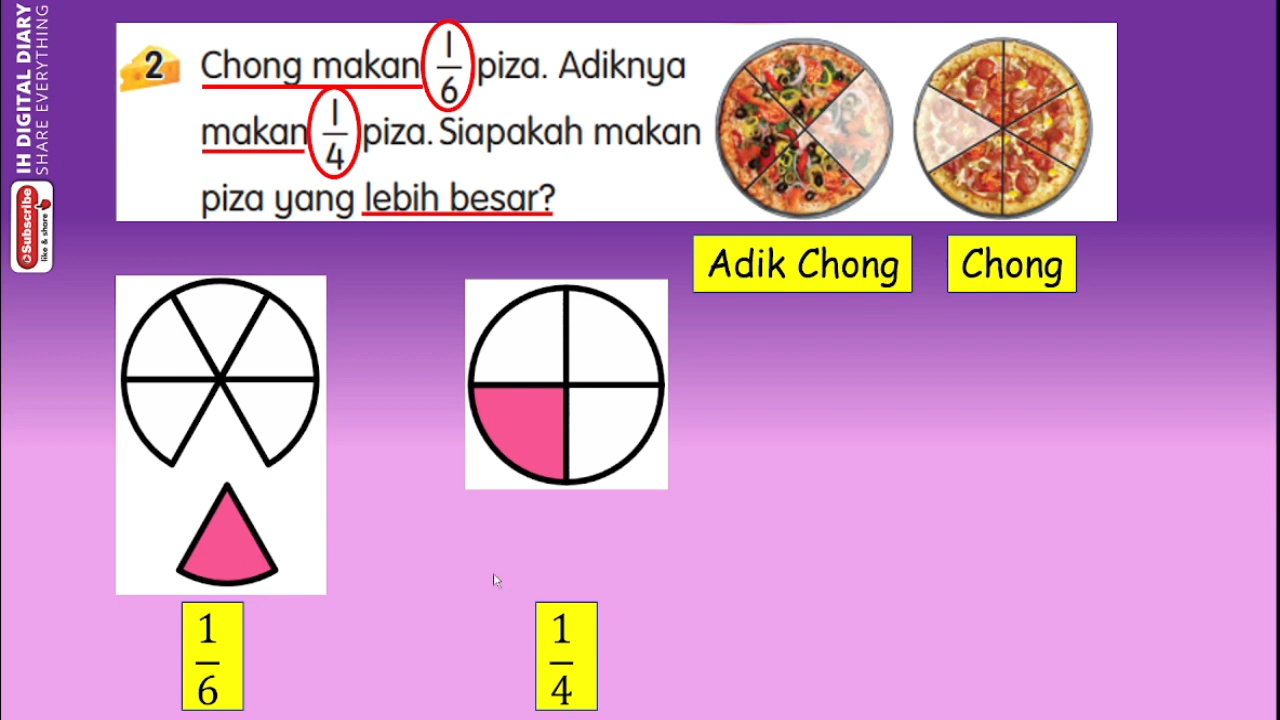 IH DIGITAL DIARY
SHARE EVERYTHING
Subscribe
like & share
2
Chong makan 1/6 piza. Adiknya
makan 1/4 piza. Siapakah makan
piza yang lebih besar?
Adik Chong
Chong
1/6
1/4